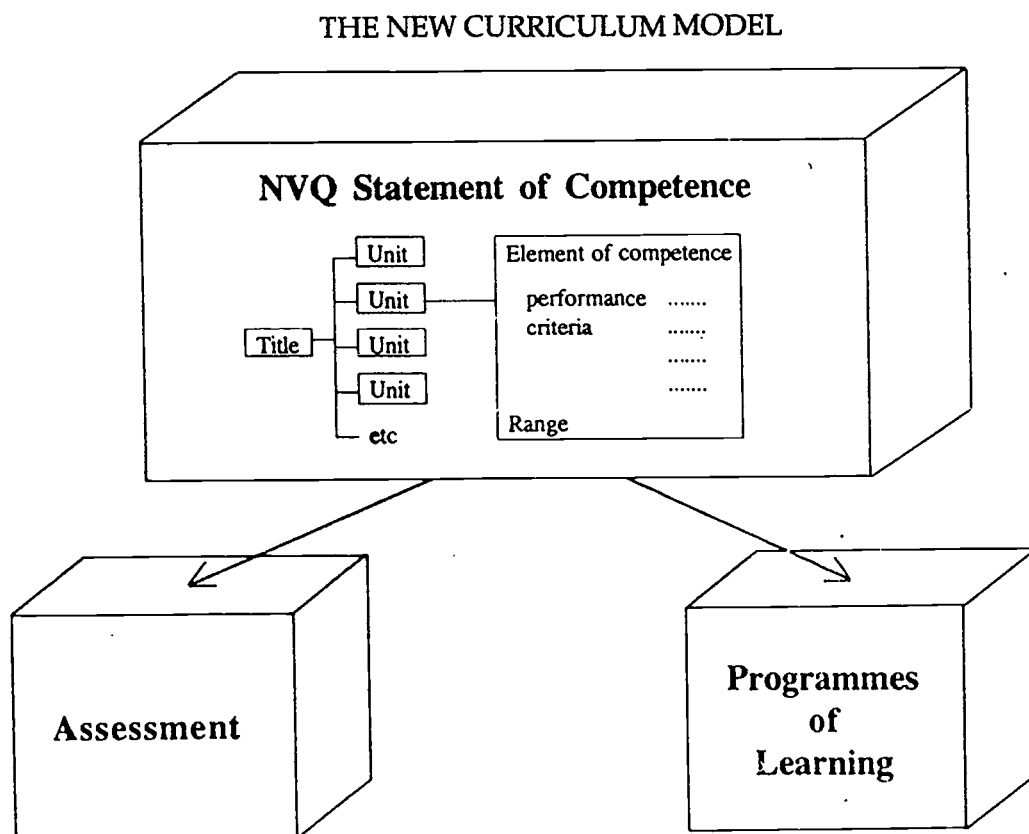 THE NEW CURRICULUM MODEL
NVQ Statement of Competence
Title
Unit
Unit
Unit
Unit
etc
Element of competence
performance .......
criteria .......
.......
.......
Range
Assessment
Programmes
of
Learning